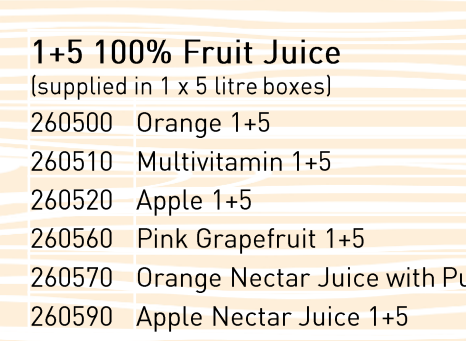 1+5 100% Fruit Juice
(supplied in 1 x 5 litre boxes)
260500 Orange 1+5
260510 Multivitamin 1+5
260520 Apple 1+5
260560 Pink Grapefruit 1+5
260570 Orange Nectar Juice with
260590 Apple Nectar Juice 1+5